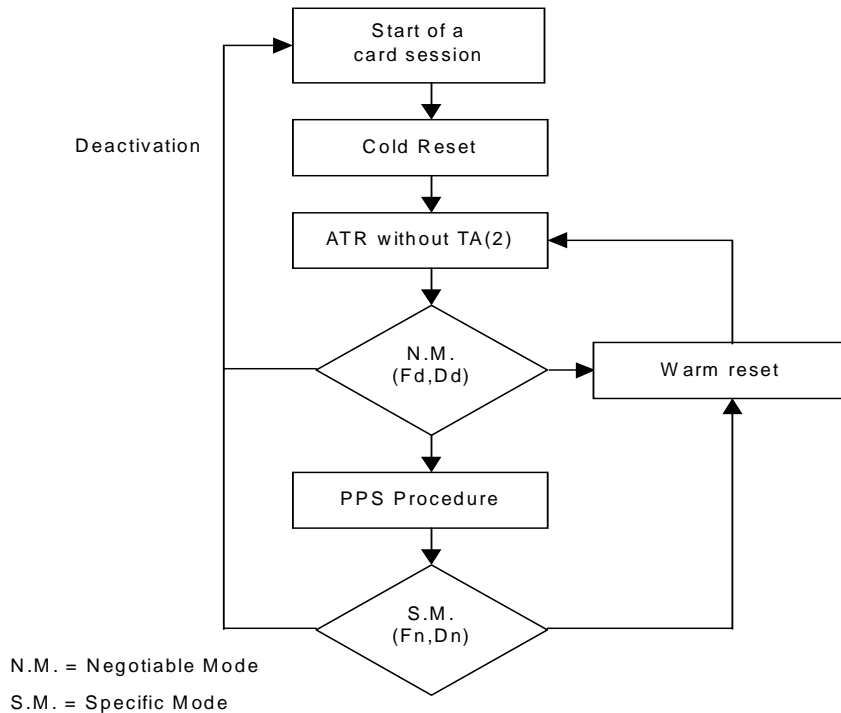 Start of a
card session
Deactivation
Cold Reset
ATR without TA(2)
N.M.
(Fd,Dd)
Warm reset
PPS Procedure
S.M.
(Fn,Dn)
N.M. = Negotiable Mode
S.M. = Specific Mode